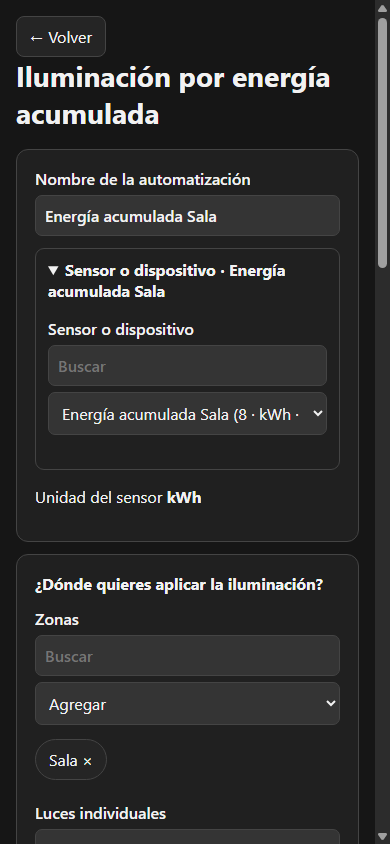 ← Volver
Iluminación por energía
acumulada
Nombre de la automatización
Energía acumulada Sala
▼ Sensor o dispositivo · Energía
acumulada Sala
Sensor o dispositivo
Buscar
Energía acumulada Sala (8 · kWh ·
Unidad del sensor kWh
¿Dónde quieres aplicar la iluminación?
Zonas
Buscar
Agregar
Sala ×
Luces individuales